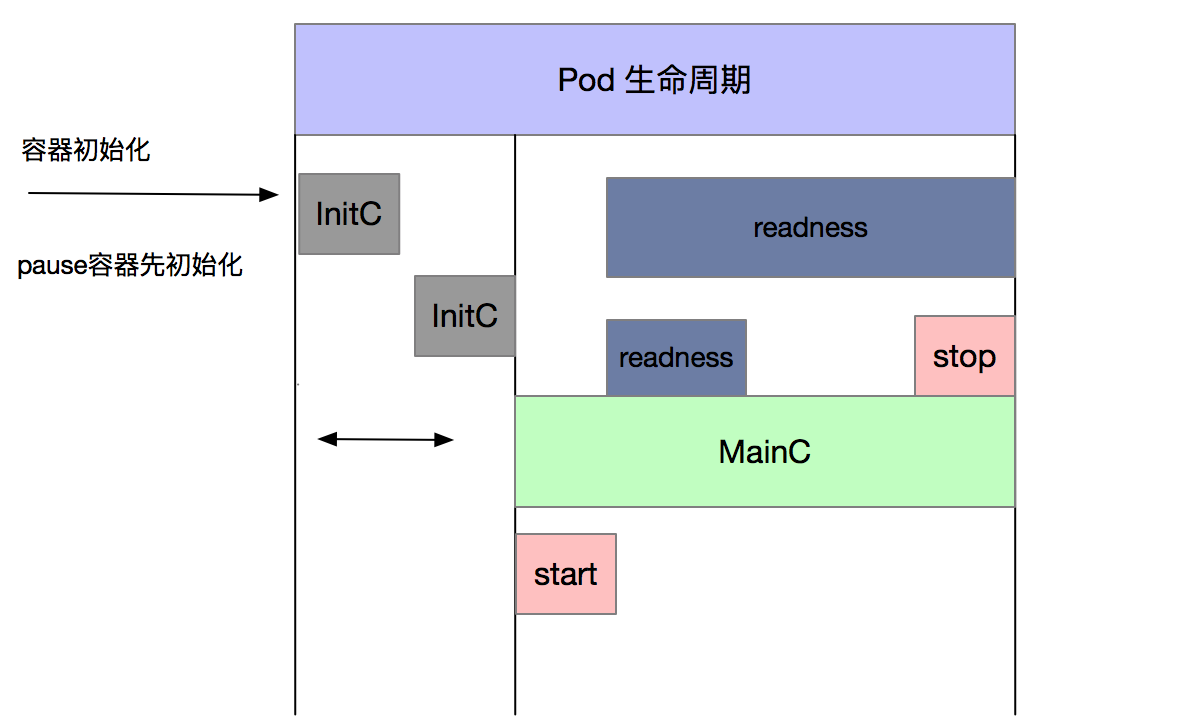 Pod 生命周期
容器初始化
InitC
readness
pause容器先初始化
InitC
readness
stop
MainC
start